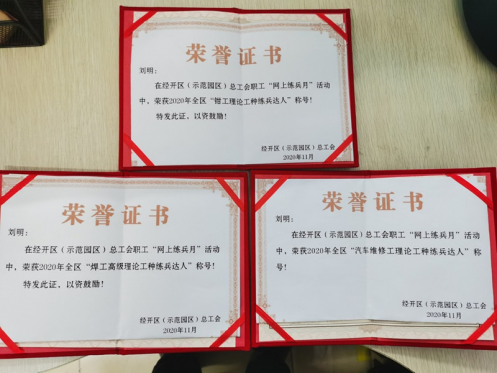 荣誉证书
刘明：
在经开区（示范园区）总工会职工“网上练兵月”活动
中，荣获2020年全区“钳工理论工种练兵达人”称号！
特发此证，以资鼓励！
经开区（示范园区）总工会
2020年11月
荣誉证书
刘明：
在经开区（示范园区）总工会职工“网上练兵月”活动
中，荣获2020年全区“焊工高级理论工种练兵达人”称号！
特发此证，以资鼓励！
经开区（示范园区）总工会
2020年11月
荣誉证书
刘明：
在经开区（示范园区）总工会职工“网上练兵月”活动
中，荣获2020年全区“汽车维修工理论工种练兵达人”称
号！
经开区（示范园区）总工会
2020年11月